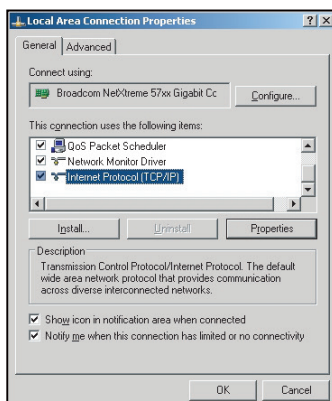 Local Area Connection Properties
General Advanced
Connect using:
Broadcom NetXtreme 57xx Gigabit Cc
Configure...
This connection uses the following items:
QoS Packet Scheduler
Network Monitor Driver
Internet Protocol (TCP/IP)
Install... Uninstall Properties
Description
Transmission Control Protocol/Internet Protocol. The default
wide area network protocol that provides communication
across diverse interconnected networks.
Show icon in notification area when connected
Notify me when this connection has limited or no connectivity
OK Cancel